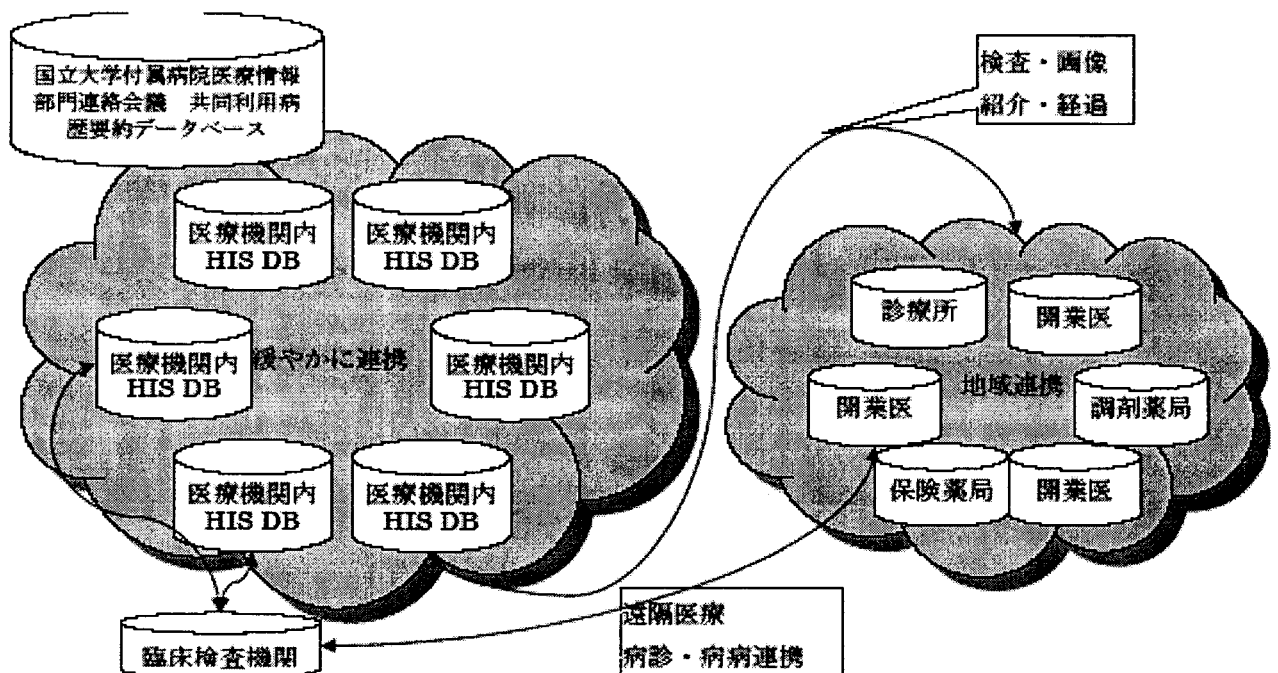 国立大学付属病院医療情報
部門連絡会議　共同利用病
歴要約データベース
検査・画像
紹介・経過
医療機関内
HIS DB
医療機関内
HIS DB
医療機関内
HIS DB
緩やかに連携
医療機関内
HIS DB
医療機関内
HIS DB
医療機関内
HIS DB
臨床検査機関
診療所
開業医
開業医
地域連携
調剤薬局
保険薬局
開業医
遠隔医療
病診・病病連携